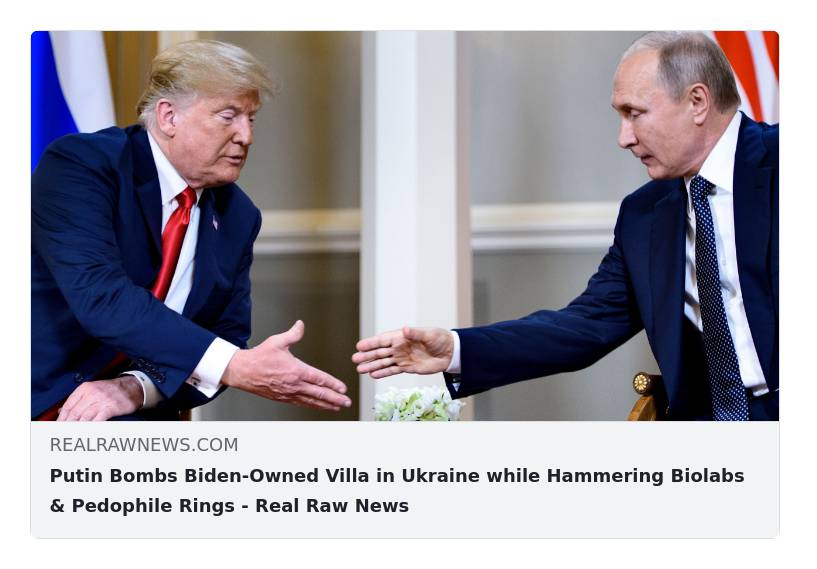 REALRAWNEWS.COM
Putin Bombs Biden-Owned Villa in Ukraine while Hammering Biolabs
& Pedophile Rings - Real Raw News